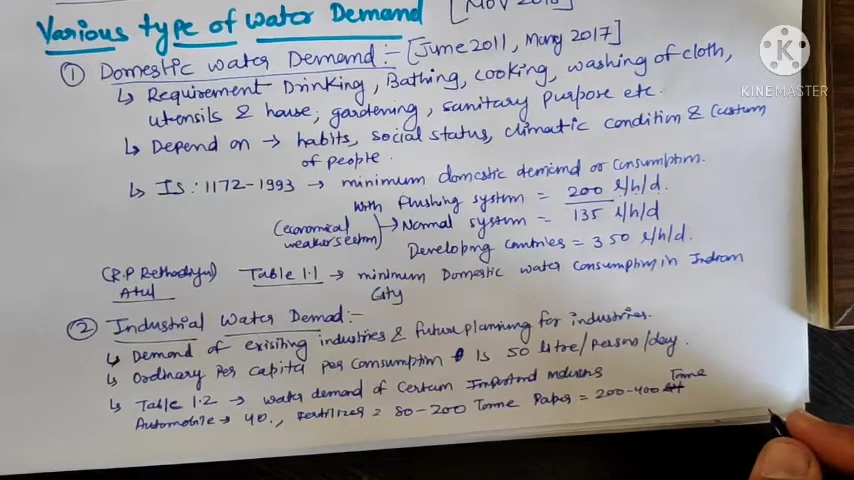 Various type of water Demand [Nov 2018]
K
KINEMASTER
① Domestic water Demand :- [June 2011, May 2017]
↳ Requirement Drinking, Bathing, cooking, washing of cloth,
utensils & house, gardening, sanitary purpose etc.
↳ Depend on → habits, social status, climatic condition & Custom
of people.
↳ IS : 1172-1993 → minimum domestic demand or consumption.
with flushing system = 200 l/h/d.
(economical weaker section) → Normal system = 135 l/h/d
Developing countries = 350 l/h/d.
(R.P Atul Table 1.1 → minimum Domestic water consumption in Indian
City
② Industrial Water Demad :-
↳ Demand of exisiting industries & future planning for industries.
↳ Ordinary per capita per consumption is 50 litre/person/day.
↳ Table 1.2 → water demand of Certain
Automobile → 40., Fertilizer = 80-200 Tonne Paper = 200-400 Tonne